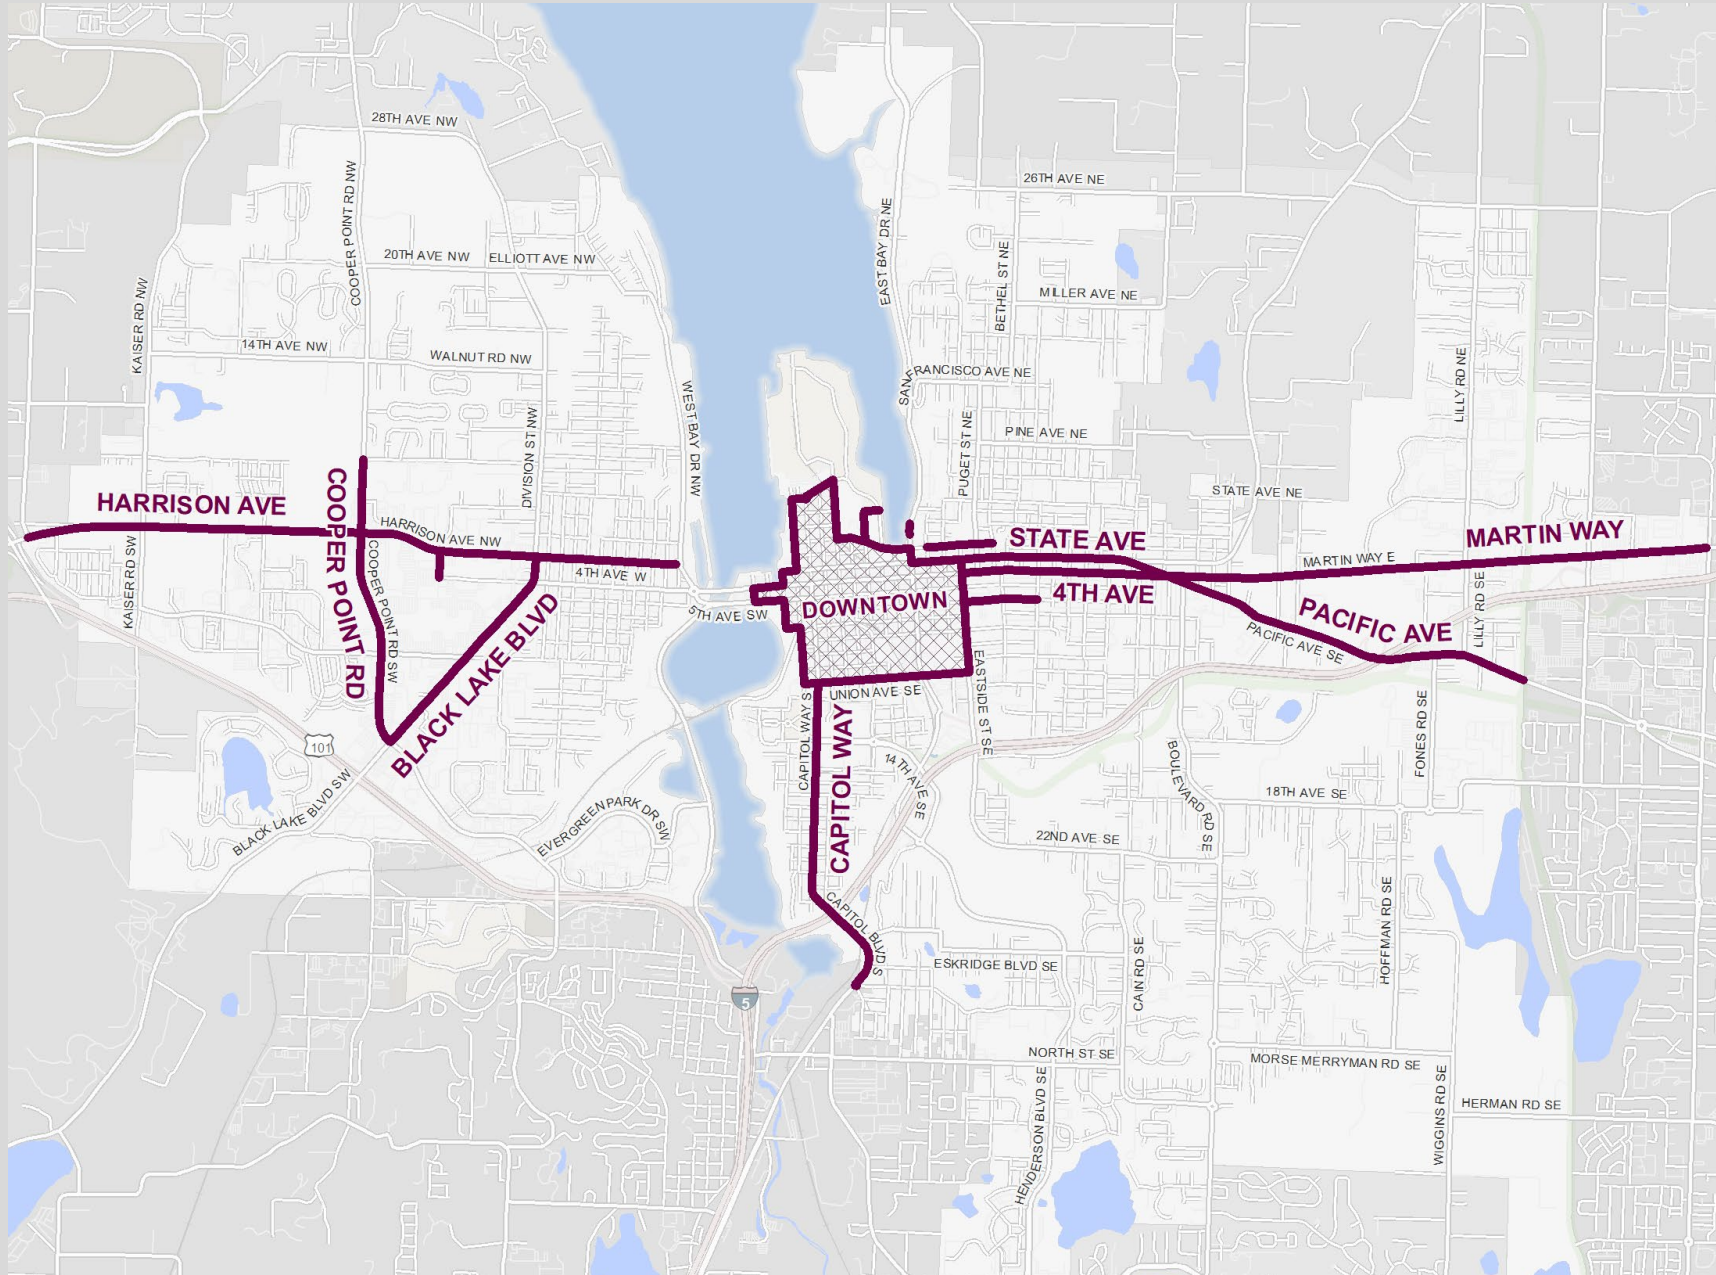 28TH AVE NW
COOPER POINT RD NW
26TH AVE NE
20TH AVE NW
ELLIOTT AVE NW
EAST BAY DR NE
BETHEL ST NE
MILLER AVE NE
KAISER RD NW
14TH AVE NW
WALNUT RD NW
SAN FRANCISCO AVE NE
LILLY RD NE
WEST BAY DR NW
DIVISION ST NW
PUGET ST NE
PINE AVE NE
STATE AVE NE
HARRISON AVE
COOPER POINT RD
HARRISON AVE NW
STATE AVE
MARTIN WAY
MARTIN WAY E
KAISER RD SW
COOPER POINT RD SW
4TH AVE W
5TH AVE SW
DOWNTOWN
4TH AVE
PACIFIC AVE
PACIFIC AVE SE
LILLY RD SE
BLACK LAKE BLVD
EASTSIDE ST SE
UNION AVE SE
CAPITOL WAY S
CAPITOL WAY
101
14TH AVE SE
BOULEVARD RD SE
FONES RD SE
18TH AVE SE
BLACK LAKE BLVD SW
EVERGREEN PARK DR SW
22ND AVE SE
CAPITOL BLVD S
ESKRIDGE BLVD SE
CAIN RD SE
HOFFMAN RD SE
5
NORTH ST SE
MORSE MERRYMAN RD SE
HENDERSON BLVD SE
WIGGINS RD SE
HERMAN RD SE